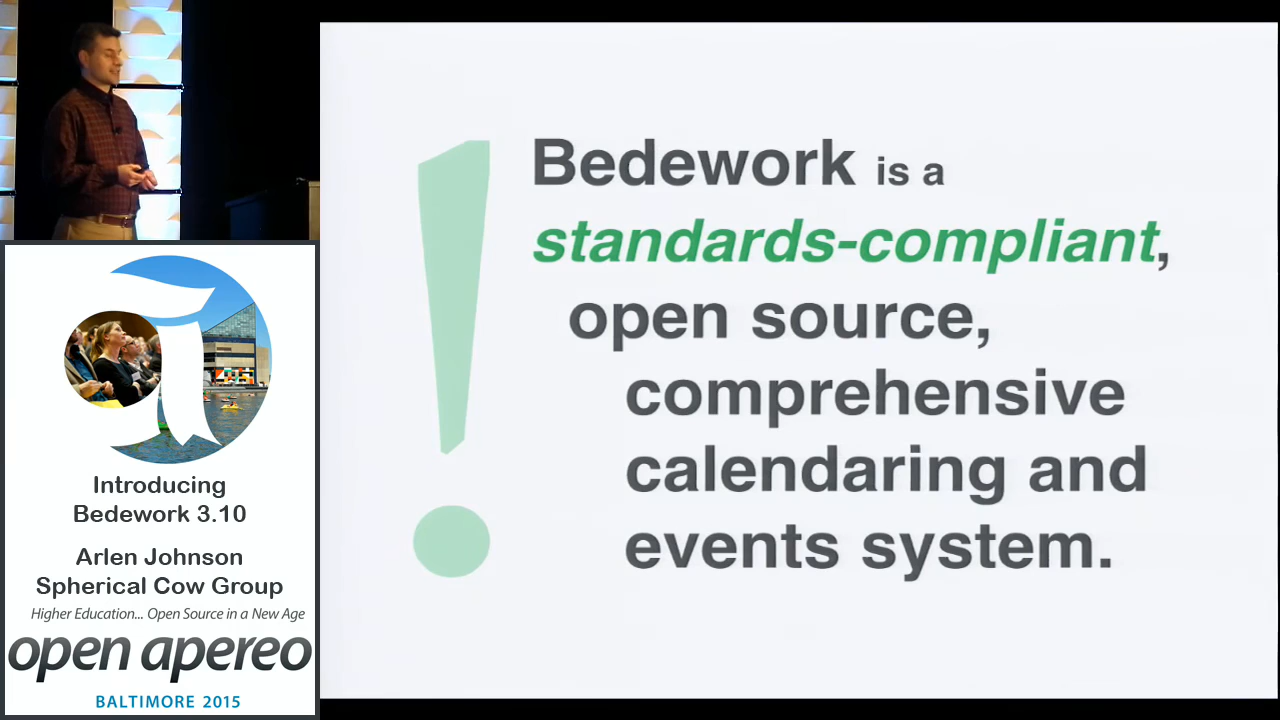 Introducing
Bedework 3.10
Arlen Johnson
Spherical Cow Group
Higher Education... Open Source in a New Age
open apereo
BALTIMORE 2015
!
Bedework is a
standards-compliant,
open source,
comprehensive
calendaring and
events system.